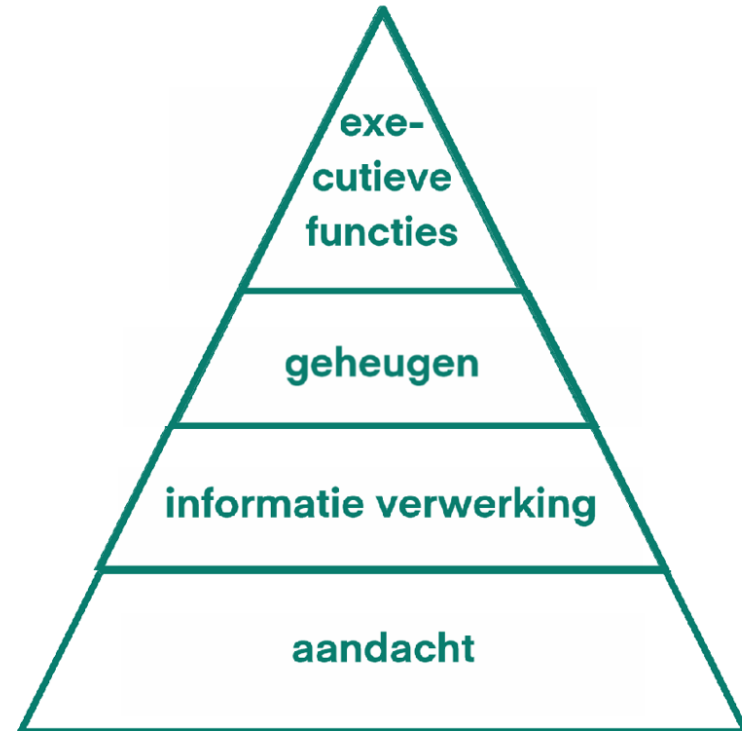 exe-
cutieve
functies
geheugen
informatie verwerking
aandacht